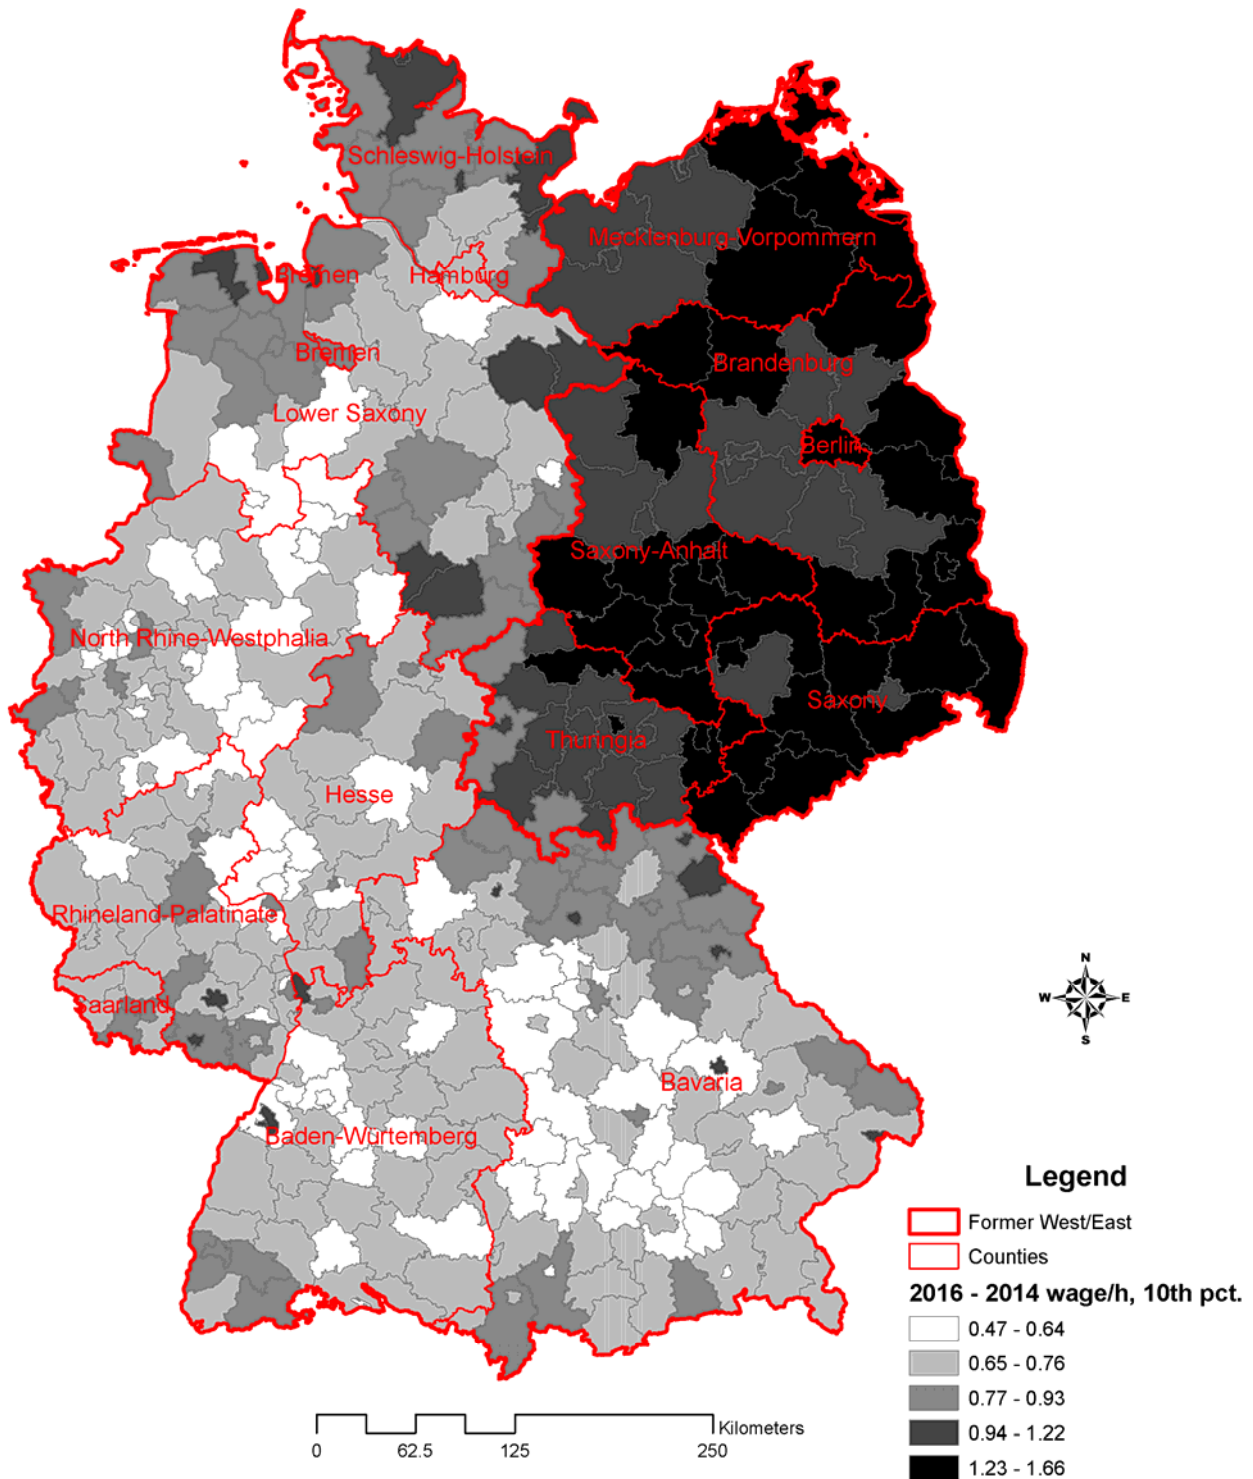 Schleswig-Holstein
Mecklenburg-Vorpommern
Bremen
Hamburg
Bremen
Brandenburg
Lower Saxony
Berlin
Saxony-Anhalt
North Rhine-Westphalia
Saxony
Thuringia
Hesse
Rhineland-Palatinate
Saarland
Bavaria
Baden-Würtemberg
N
W
E
S
Legend
Former West/East
Counties
2016 - 2014 wage/h, 10th pct.
0.47 - 0.64
0.65 - 0.76
0.77 - 0.93
0.94 - 1.22
1.23 - 1.66
Kilometers
0 62.5 125 250